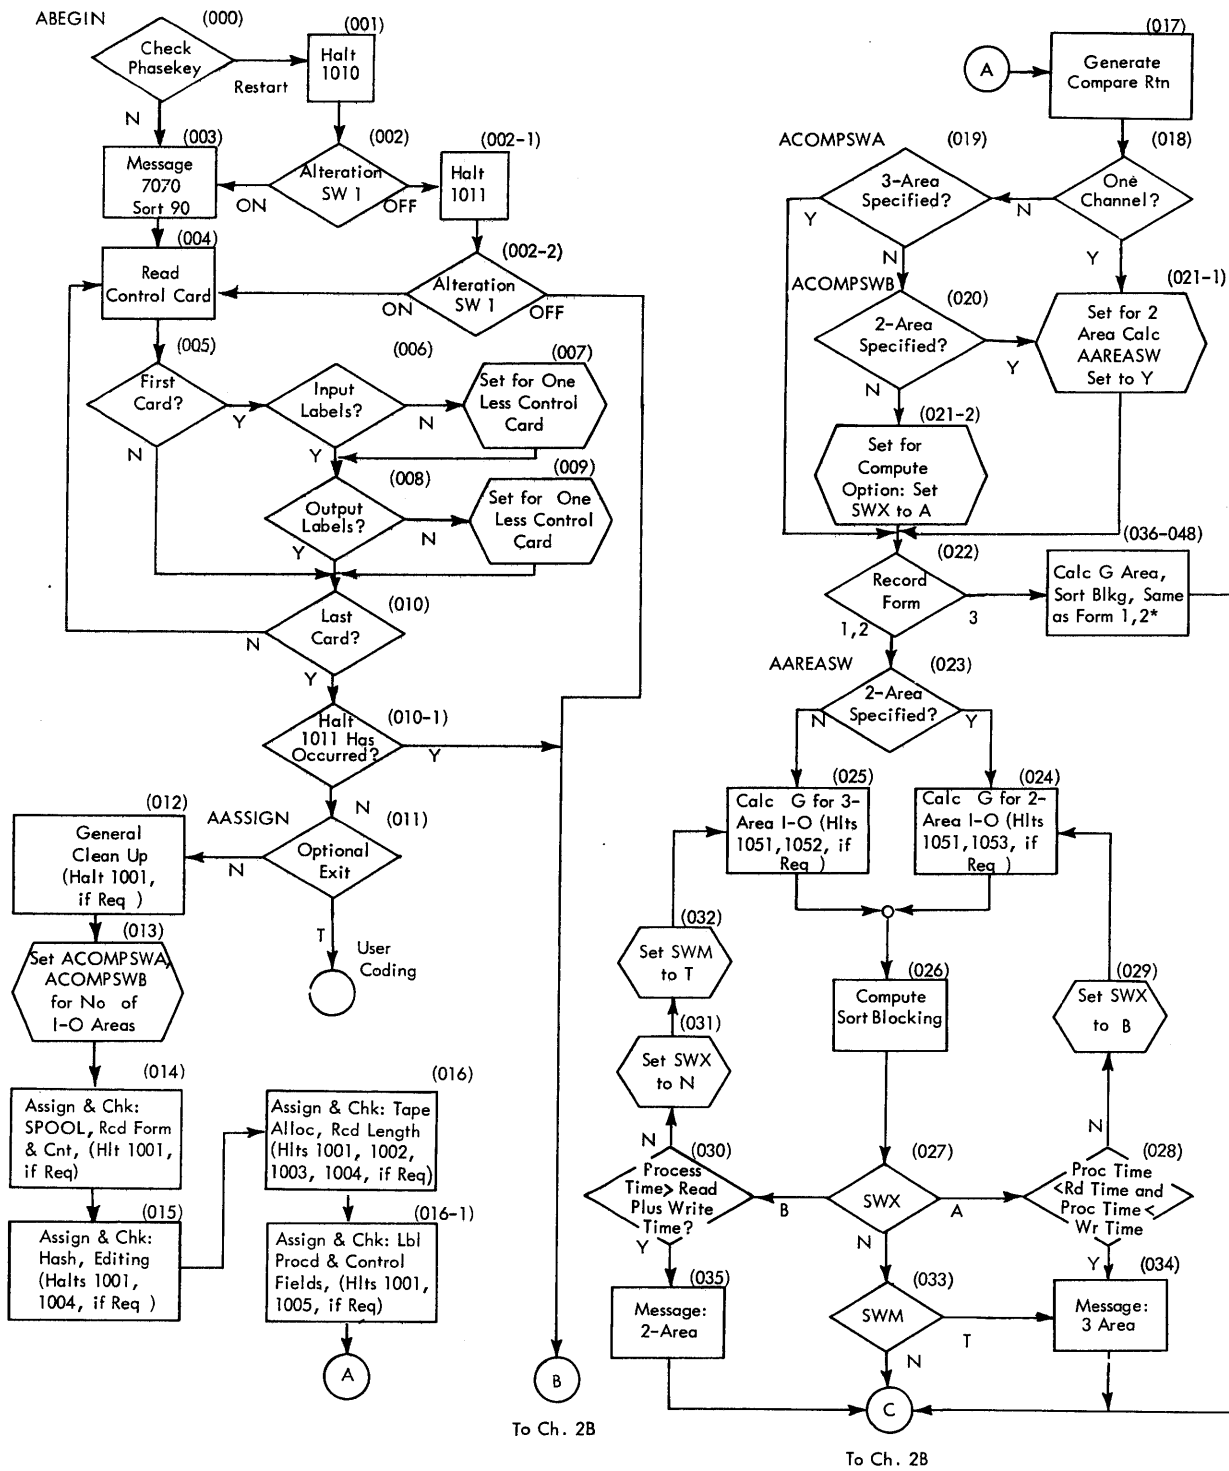 ABEGIN
(000)
Check
Phasekey
Restart
N
(001)
Halt
1010
(002)
Alteration
SW 1
ON
OFF
(002-1)
Halt
1011
(003)
Message
7070
Sort 90
(004)
Read
Control Card
(002-2)
Alteration
SW 1
ON
OFF
(005)
First
Card?
Y
N
(006)
Input
Labels?
N
Y
(007)
Set for One
Less Control
Card
(008)
Output
Labels?
N
Y
(009)
Set for One
Less Control
Card
(010)
Last
Card?
N
Y
(010-1)
Halt
1011 Has
Occurred?
Y
N
AASSIGN
(011)
Optional
Exit
N
T
User
Coding
(012)
General
Clean Up
(Halt 1001,
if Req )
(013)
Set ACOMPSWA,
ACOMPSWB
for No of
I-O Areas
(014)
Assign & Chk:
SPOOL, Rcd Form
& Cnt, (Hlt 1001,
if Req)
(015)
Assign & Chk:
Hash, Editing
(Halts 1001,
1004, if Req )
(016)
Assign & Chk: Tape
Alloc, Rcd Length
(Hlts 1001, 1002,
1003, 1004, if Req)
(016-1)
Assign & Chk: Lbl
Procd & Control
Fields, (Hlts 1001,
1005, if Req)
A
B
To Ch. 2B
A
(017)
Generate
Compare Rtn
(018)
One
Channel?
N
Y
ACOMPSWA
(019)
3-Area
Specified?
Y
N
ACOMPSWB
(020)
2-Area
Specified?
Y
N
(021-1)
Set for 2
Area Calc
AAREASW
Set to Y
(021-2)
Set for
Compute
Option: Set
SWX to A
(022)
Record
Form
1,2
3
(036-048)
Calc G Area,
Sort Blkg, Same
as Form 1,2*
AAREASW
(023)
2-Area
Specified?
N
Y
(025)
Calc G for 3-
Area I-O (Hlts
1051,1052, if
Req )
(024)
Calc G for 2-
Area I-O (Hlts
1051,1053, if
Req )
(032)
Set SWM
to T
(026)
Compute
Sort Blocking
(029)
Set SWX
to B
(031)
Set SWX
to N
(030)
Process
Time> Read
Plus Write
Time?
N
Y
(027)
SWX
B
A
N
(028)
Proc Time
<Rd Time and
Proc Time<
Wr Time
N
Y
(035)
Message:
2-Area
(033)
SWM
T
N
(034)
Message:
3 Area
C
To Ch. 2B